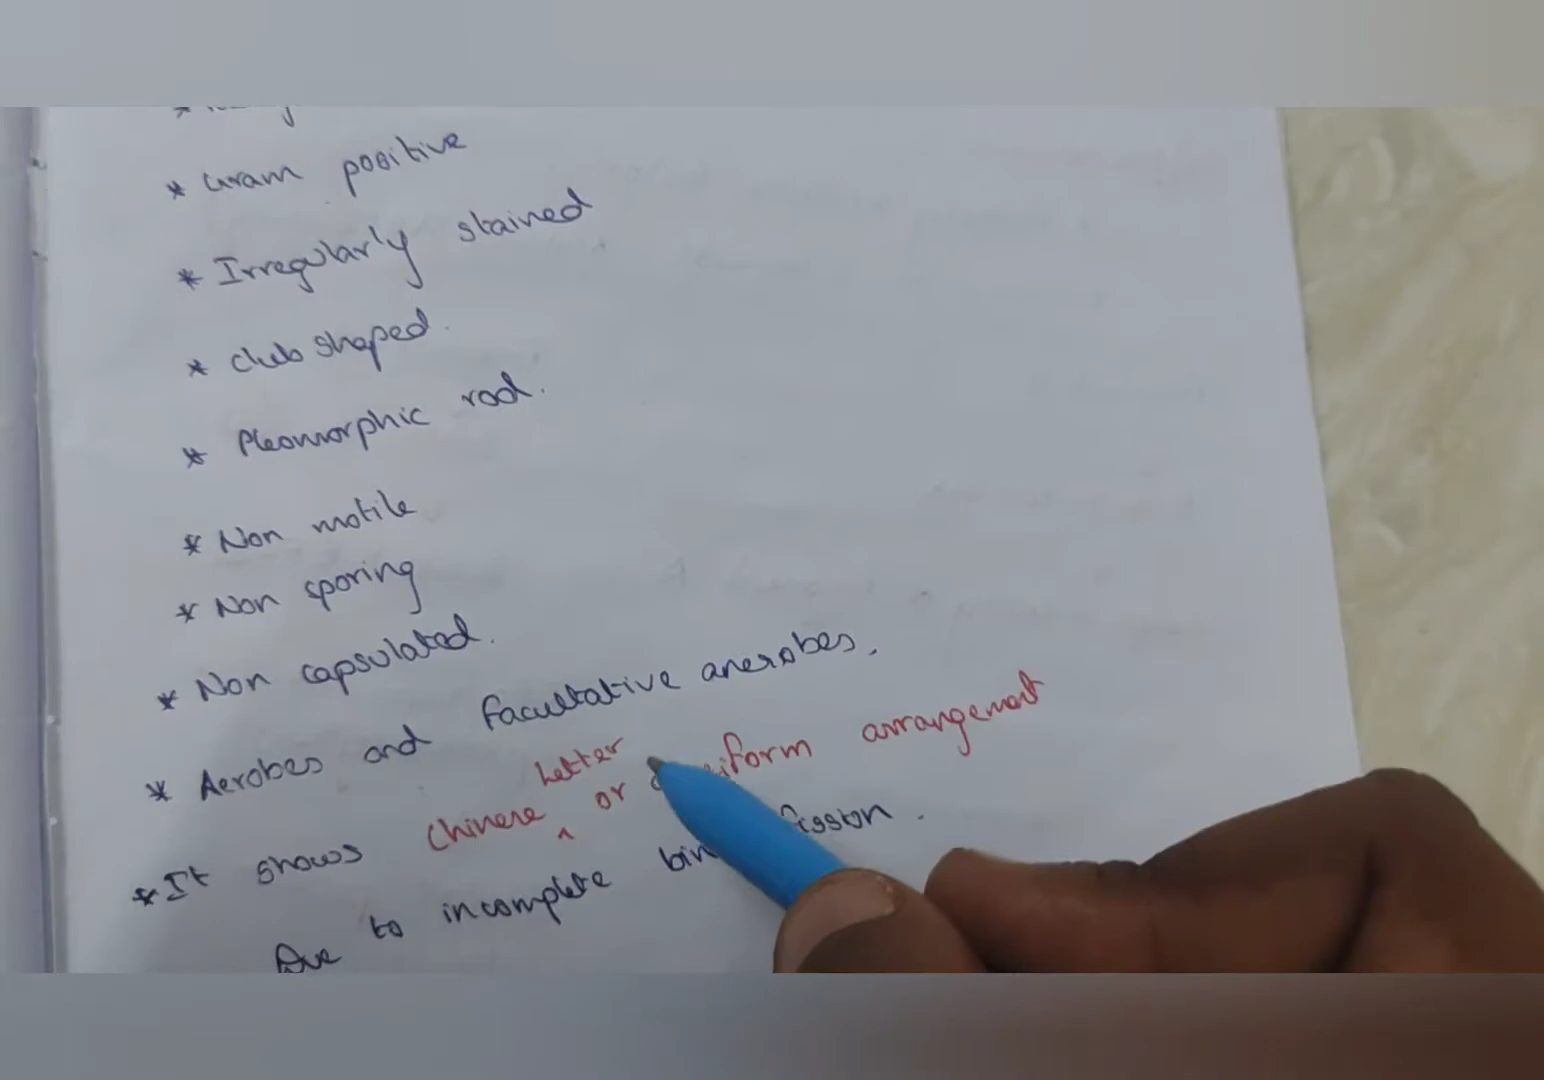 * Gram positive
* Irregularly stained
* Club shaped.
* Pleomorphic rod.
* Non motile
* Non sporing
* Non capsulated.
* Aerobes and facultative anerobes.
* It shows chinese letter or arrangement
Due to incomplete fission.